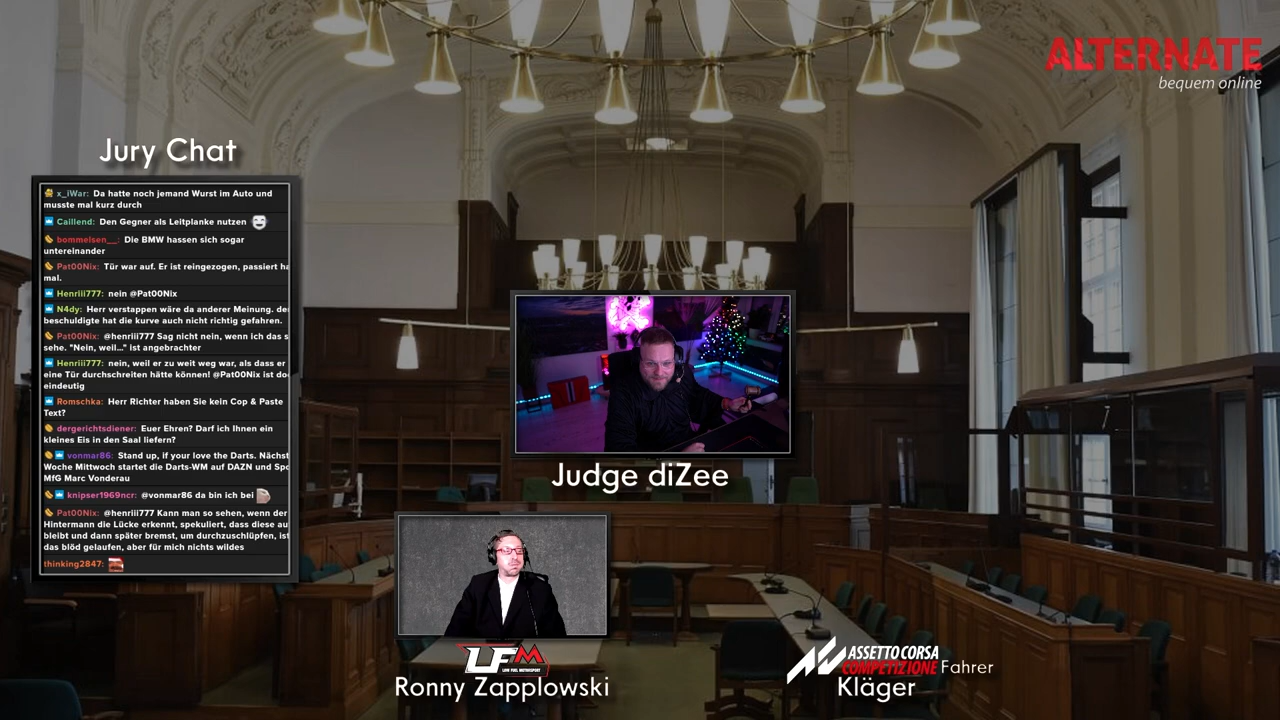 ALTERNATE
bequem online
Jury Chat
x_iWar: Da hatte noch jemand Wurst im Auto und
musste mal kurz durch
Caillend: Den Gegner als Leitplanke nutzen
bommelsen__: Die BMW hassen sich sogar
untereinander
Pat00Nix: Tür war auf. Er ist reingezogen, passiert ha
mal.
Henriii777: nein @Pat00Nix
N4dy: Herr verstappen wäre da anderer Meinung. de
beschuldigte hat die kurve auch nicht richtig gefahren.
Pat00Nix: @henriii777 Sag nicht nein, wenn ich das s
sehe. "Nein, weil..." ist angebrachter
Henriii777: nein, weil er zu weit weg war, als dass er
eine Tür durchschreiten hätte können! @Pat00Nix ist do
eindeutig
Romschka: Herr Richter haben Sie kein Cop & Paste
Text?
dergerichtsdiener: Euer Ehren? Darf ich Ihnen ein
kleines Eis in den Saal liefern?
vonmar86: Stand up, if your love the Darts. Nächst
Woche Mittwoch startet die Darts-WM auf DAZN und Spo
MfG Marc Vonderau
knipser1969ncr: @vonmar86 da bin ich bei
Pat00Nix: @henriii777 Kann man so sehen, wenn der
Hintermann die Lücke erkennt, spekuliert, dass diese au
bleibt und dann später bremst, um durchzuschlüpfen, ist
das blöd gelaufen, aber für mich nichts wildes
thinking2847:
Judge diZee
LFM
LOW FUEL MOTORSPORT
Ronny Zapplowski
ASSETTO CORSA
COMPETIZIONE Fahrer
Kläger